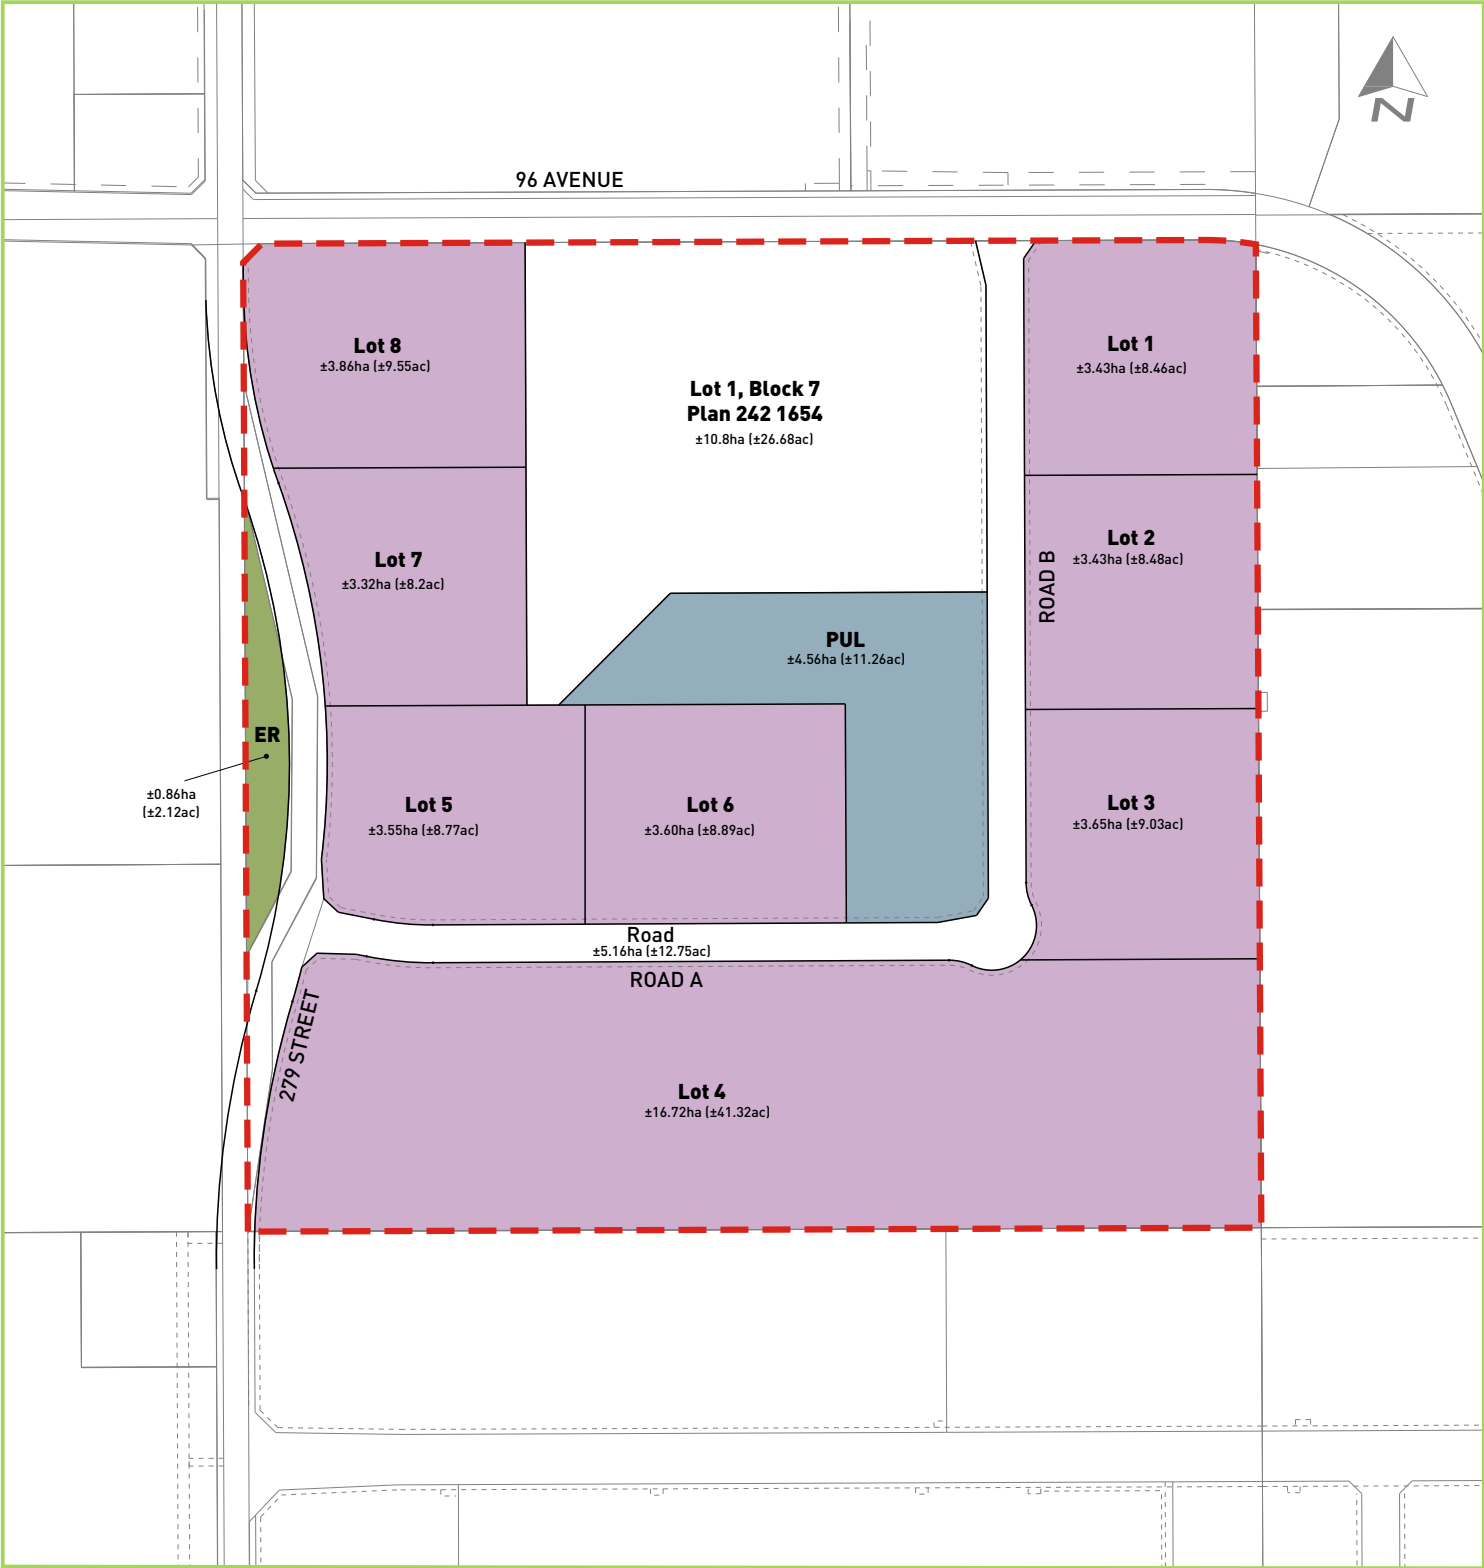 N
96 AVENUE
Lot 8
±3.86ha (±9.55ac)
Lot 1, Block 7
Plan 242 1654
±10.8ha (±26.68ac)
Lot 1
±3.43ha (±8.46ac)
Lot 7
±3.32ha (±8.2ac)
Lot 2
±3.43ha (±8.48ac)
ROAD B
PUL
±4.56ha (±11.26ac)
ER
±0.86ha
(±2.12ac)
Lot 5
±3.55ha (±8.77ac)
Lot 6
±3.60ha (±8.89ac)
Lot 3
±3.65ha (±9.03ac)
Road
±5.16ha (±12.75ac)
ROAD A
279 STREET
Lot 4
±16.72ha (±41.32ac)